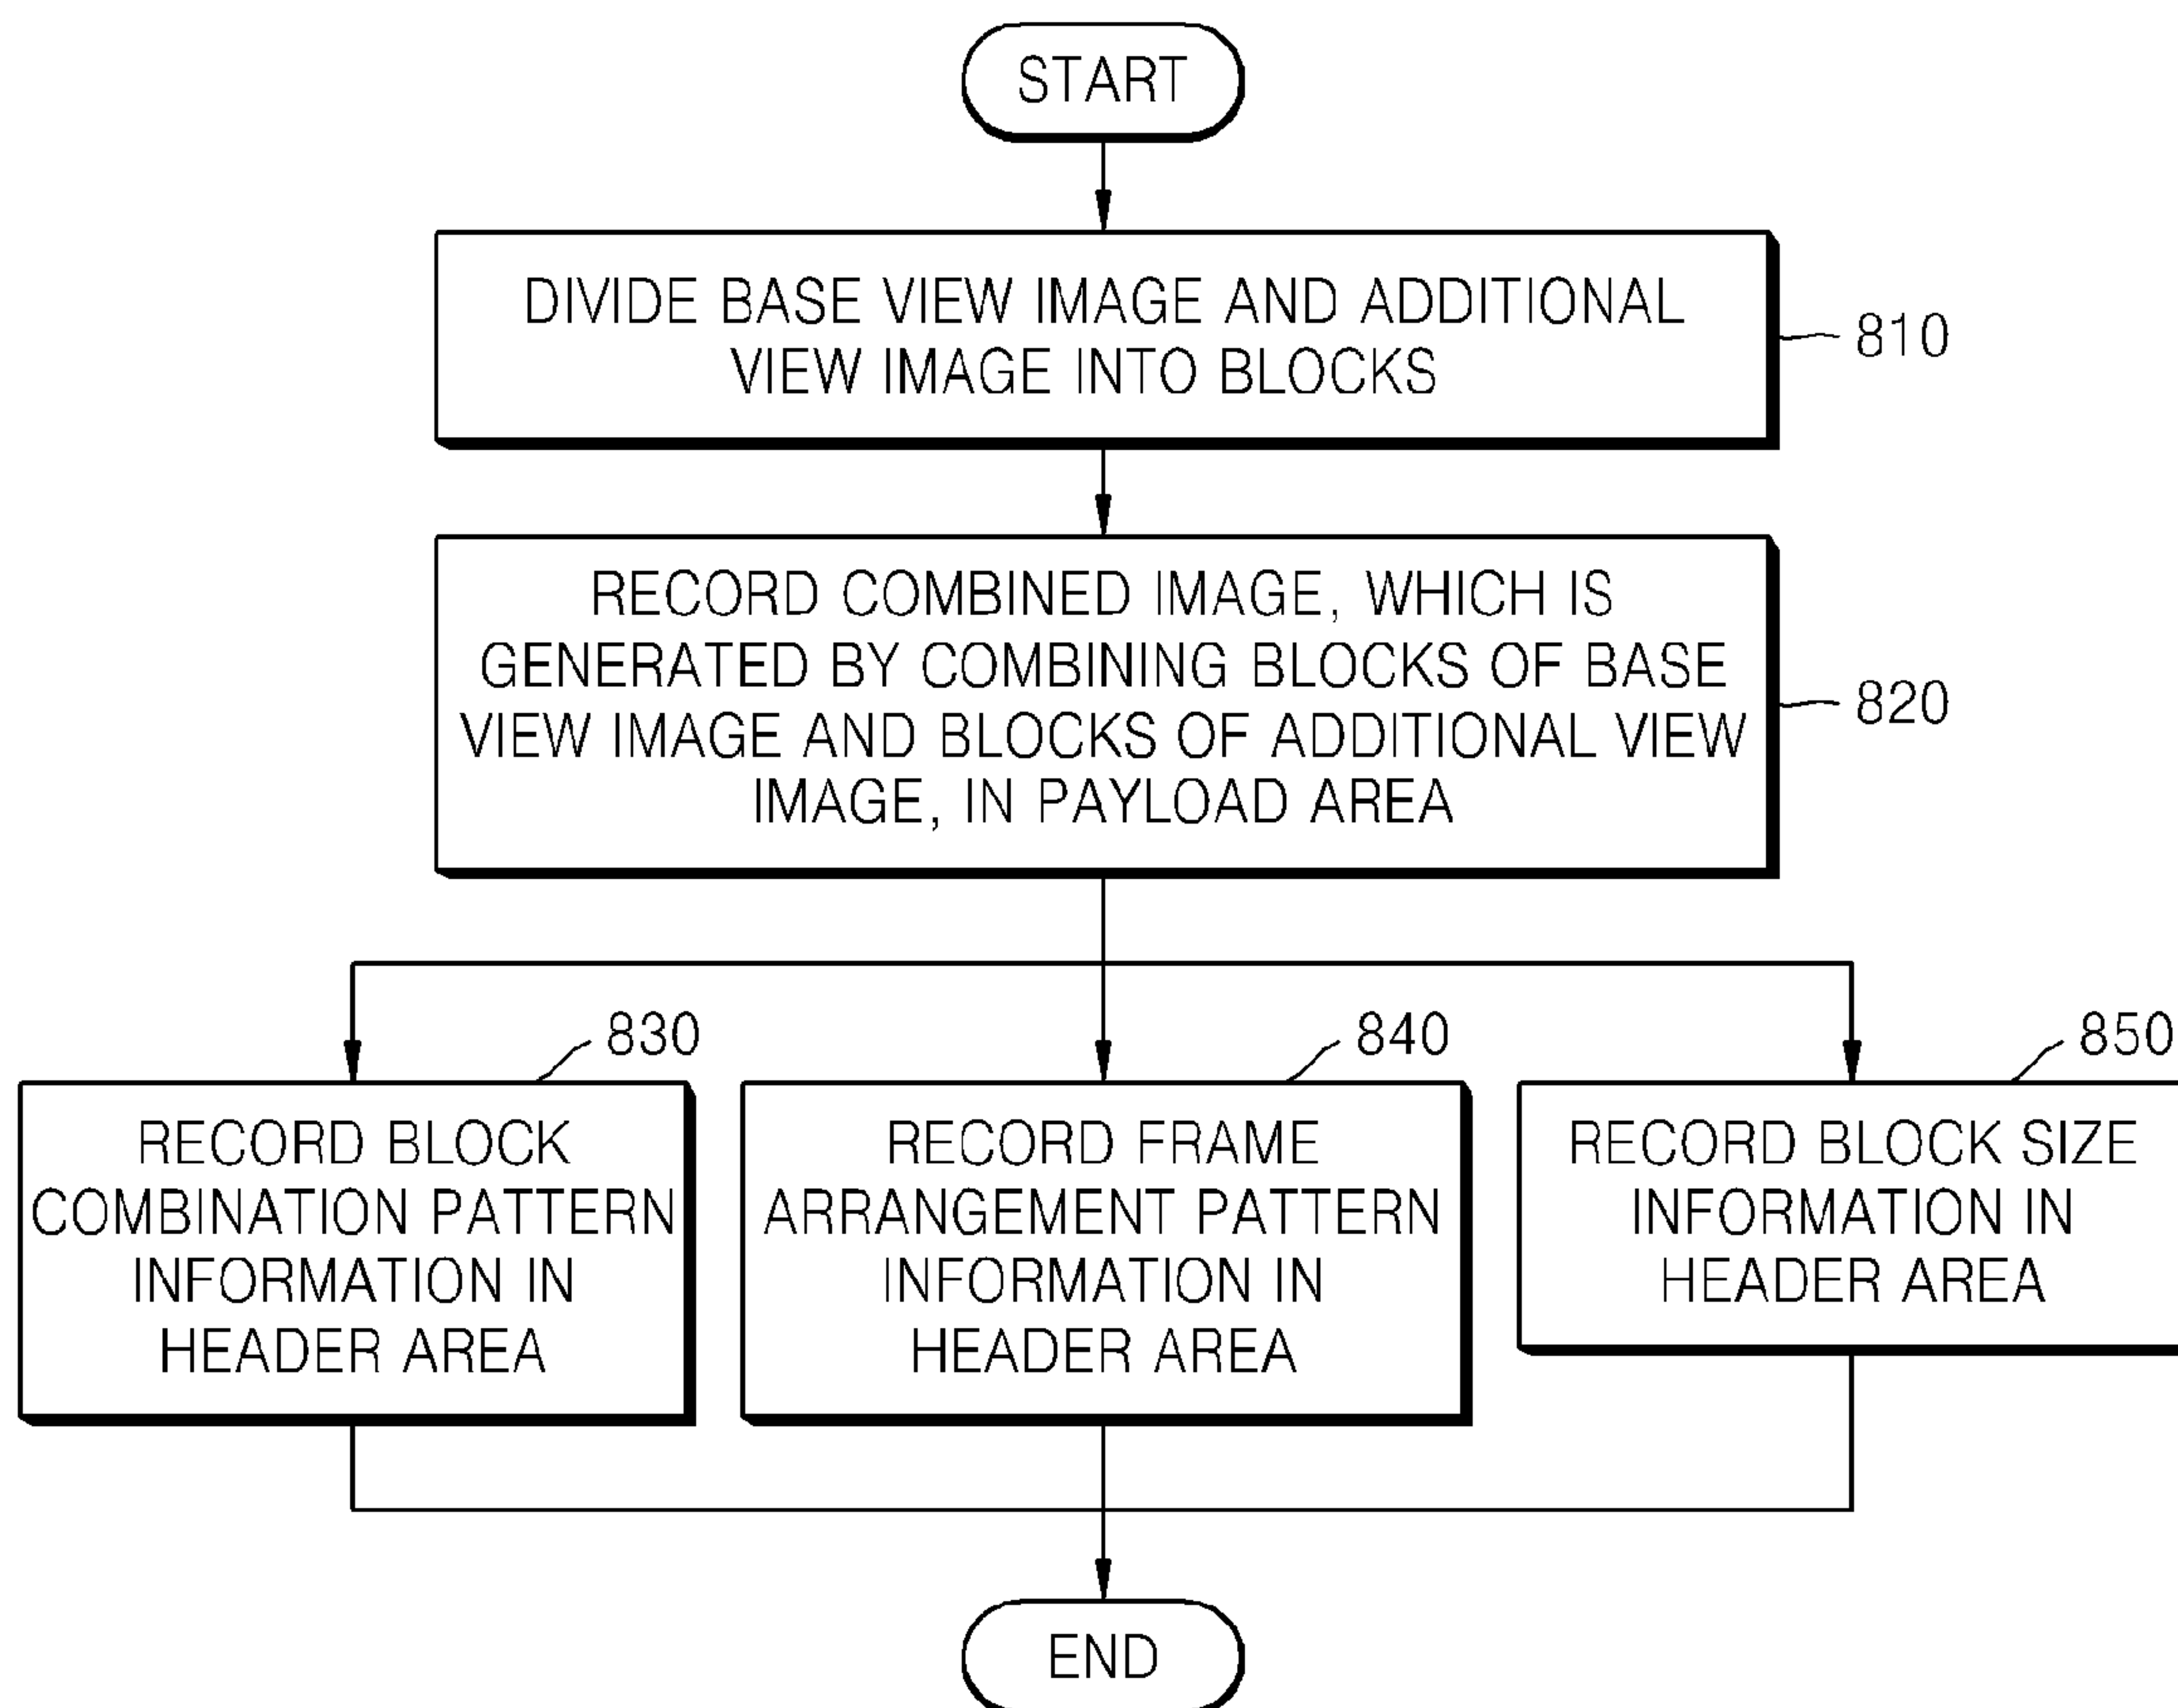 START
DIVIDE BASE VIEW IMAGE AND ADDITIONAL
VIEW IMAGE INTO BLOCKS
810
RECORD COMBINED IMAGE, WHICH IS
GENERATED BY COMBINING BLOCKS OF BASE
VIEW IMAGE AND BLOCKS OF ADDITIONAL VIEW
IMAGE, IN PAYLOAD AREA
820
830
RECORD BLOCK
COMBINATION PATTERN
INFORMATION IN
HEADER AREA
840
RECORD FRAME
ARRANGEMENT PATTERN
INFORMATION IN
HEADER AREA
850
RECORD BLOCK SIZE
INFORMATION IN
HEADER AREA
END